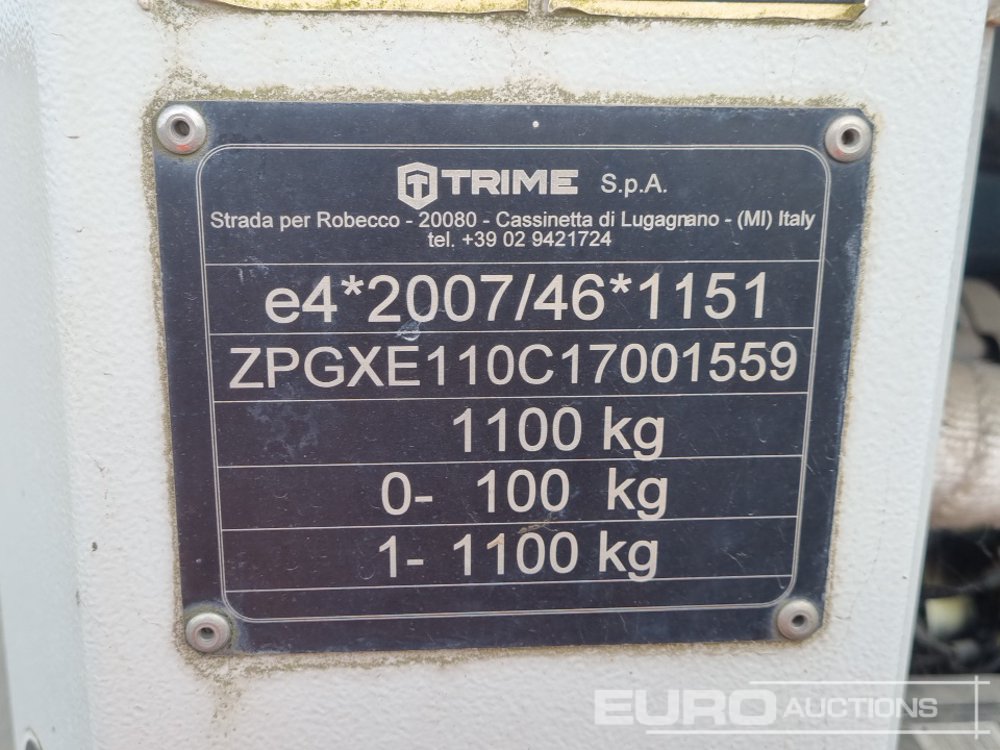 TRIME S.p.A.
Strada per Robecco - 20080 - Cassinetta di Lugagnano - (MI) Italy
tel. +39 02 9421724
e4*2007/46*1151
ZPGXE110C17001559
1100 kg
0- 100 kg
1- 1100 kg
EURO AUCTIONS